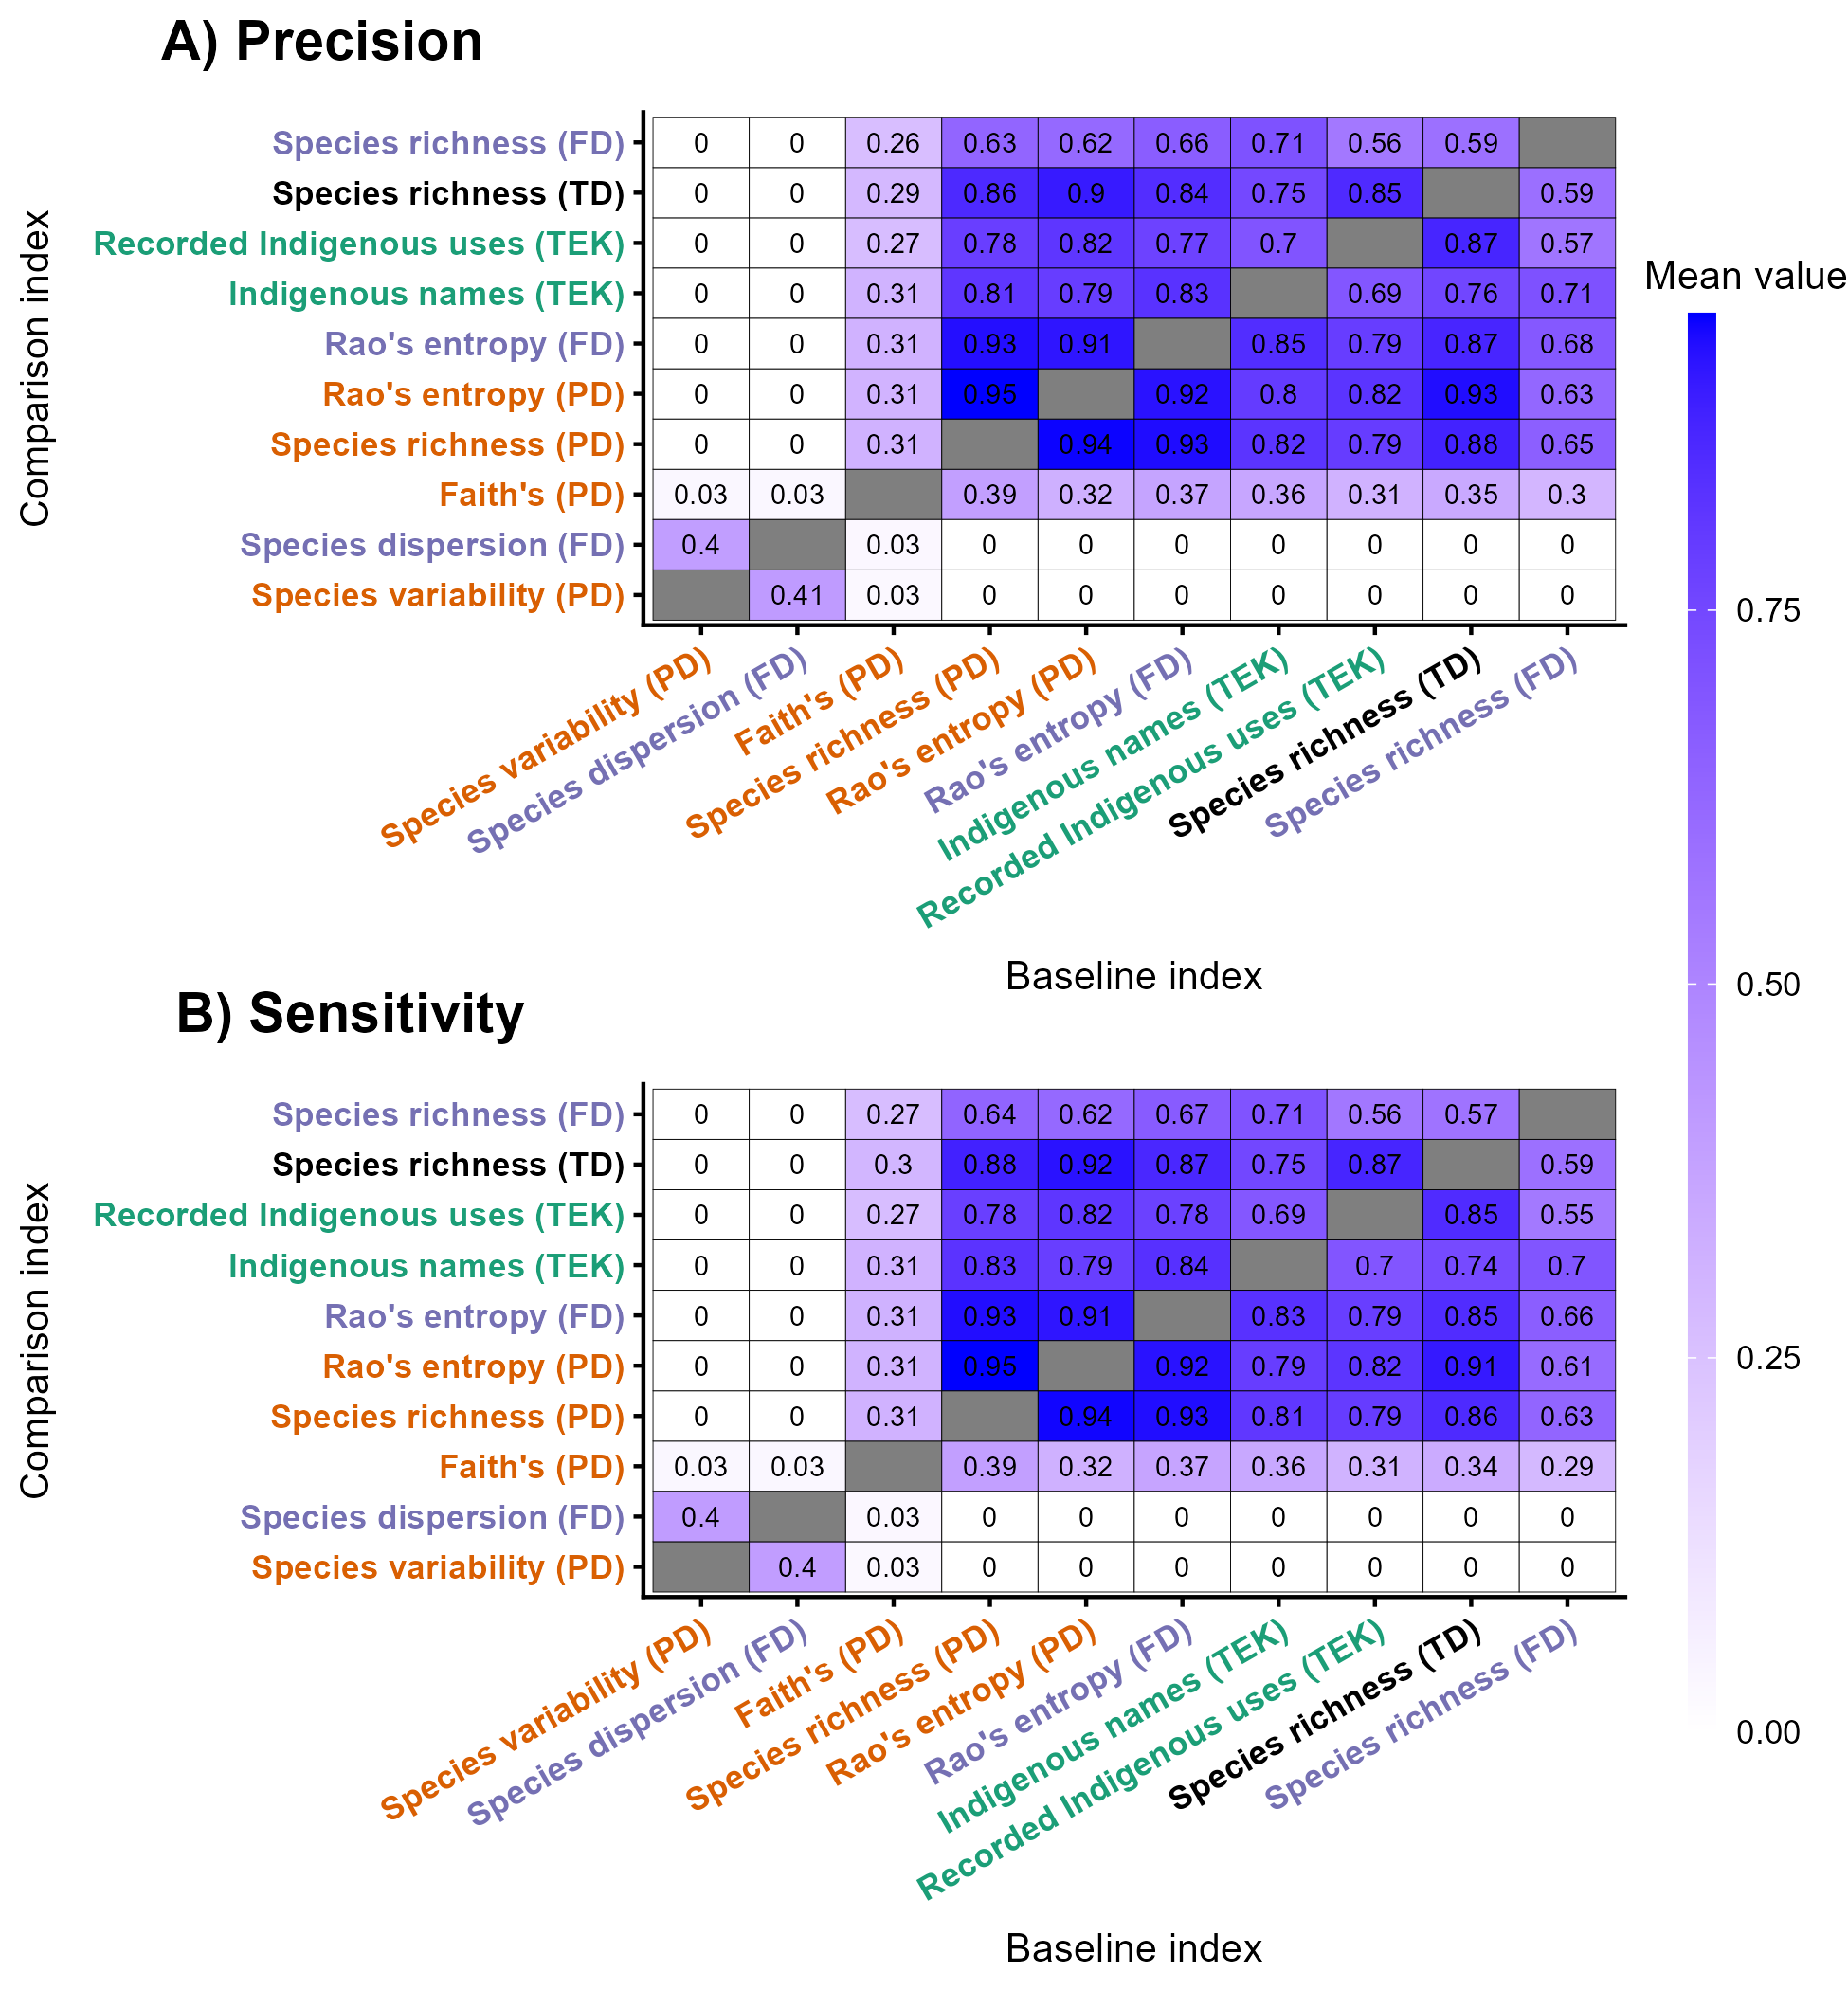 A) Precision
Comparison index
Species richness (FD) 0 0 0.26 0.63 0.62 0.66 0.71 0.56 0.59
Species richness (TD) 0 0 0.29 0.86 0.9 0.84 0.75 0.85 0.59
Recorded Indigenous uses (TEK) 0 0 0.27 0.78 0.82 0.77 0.7 0.87 0.57
Indigenous names (TEK) 0 0 0.31 0.81 0.79 0.83 0.69 0.76 0.71
Rao's entropy (FD) 0 0 0.31 0.93 0.91 0.85 0.79 0.87 0.68
Rao's entropy (PD) 0 0 0.31 0.95 0.92 0.8 0.82 0.93 0.63
Species richness (PD) 0 0 0.31 0.94 0.93 0.82 0.79 0.88 0.65
Faith's (PD) 0.03 0.03 0.39 0.32 0.37 0.36 0.31 0.35 0.3
Species dispersion (FD) 0.4 0.03 0 0 0 0 0 0 0
Species variability (PD) 0.41 0.03 0 0 0 0 0 0 0
Species variability (PD)
Species dispersion (FD)
Faith's (PD)
Species richness (PD)
Rao's entropy (PD)
Rao's entropy (FD)
Indigenous names (TEK)
Recorded Indigenous uses (TEK)
Species richness (TD)
Species richness (FD)
Baseline index
Mean value
0.75
0.50
0.25
0.00
B) Sensitivity
Comparison index
Species richness (FD) 0 0 0.27 0.64 0.62 0.67 0.71 0.56 0.57
Species richness (TD) 0 0 0.3 0.88 0.92 0.87 0.75 0.87 0.59
Recorded Indigenous uses (TEK) 0 0 0.27 0.78 0.82 0.78 0.69 0.85 0.55
Indigenous names (TEK) 0 0 0.31 0.83 0.79 0.84 0.7 0.74 0.7
Rao's entropy (FD) 0 0 0.31 0.93 0.91 0.83 0.79 0.85 0.66
Rao's entropy (PD) 0 0 0.31 0.95 0.92 0.79 0.82 0.91 0.61
Species richness (PD) 0 0 0.31 0.94 0.93 0.81 0.79 0.86 0.63
Faith's (PD) 0.03 0.03 0.39 0.32 0.37 0.36 0.31 0.34 0.29
Species dispersion (FD) 0.4 0.03 0 0 0 0 0 0 0
Species variability (PD) 0.4 0.03 0 0 0 0 0 0 0
Species variability (PD)
Species dispersion (FD)
Faith's (PD)
Species richness (PD)
Rao's entropy (PD)
Rao's entropy (FD)
Indigenous names (TEK)
Recorded Indigenous uses (TEK)
Species richness (TD)
Species richness (FD)
Baseline index